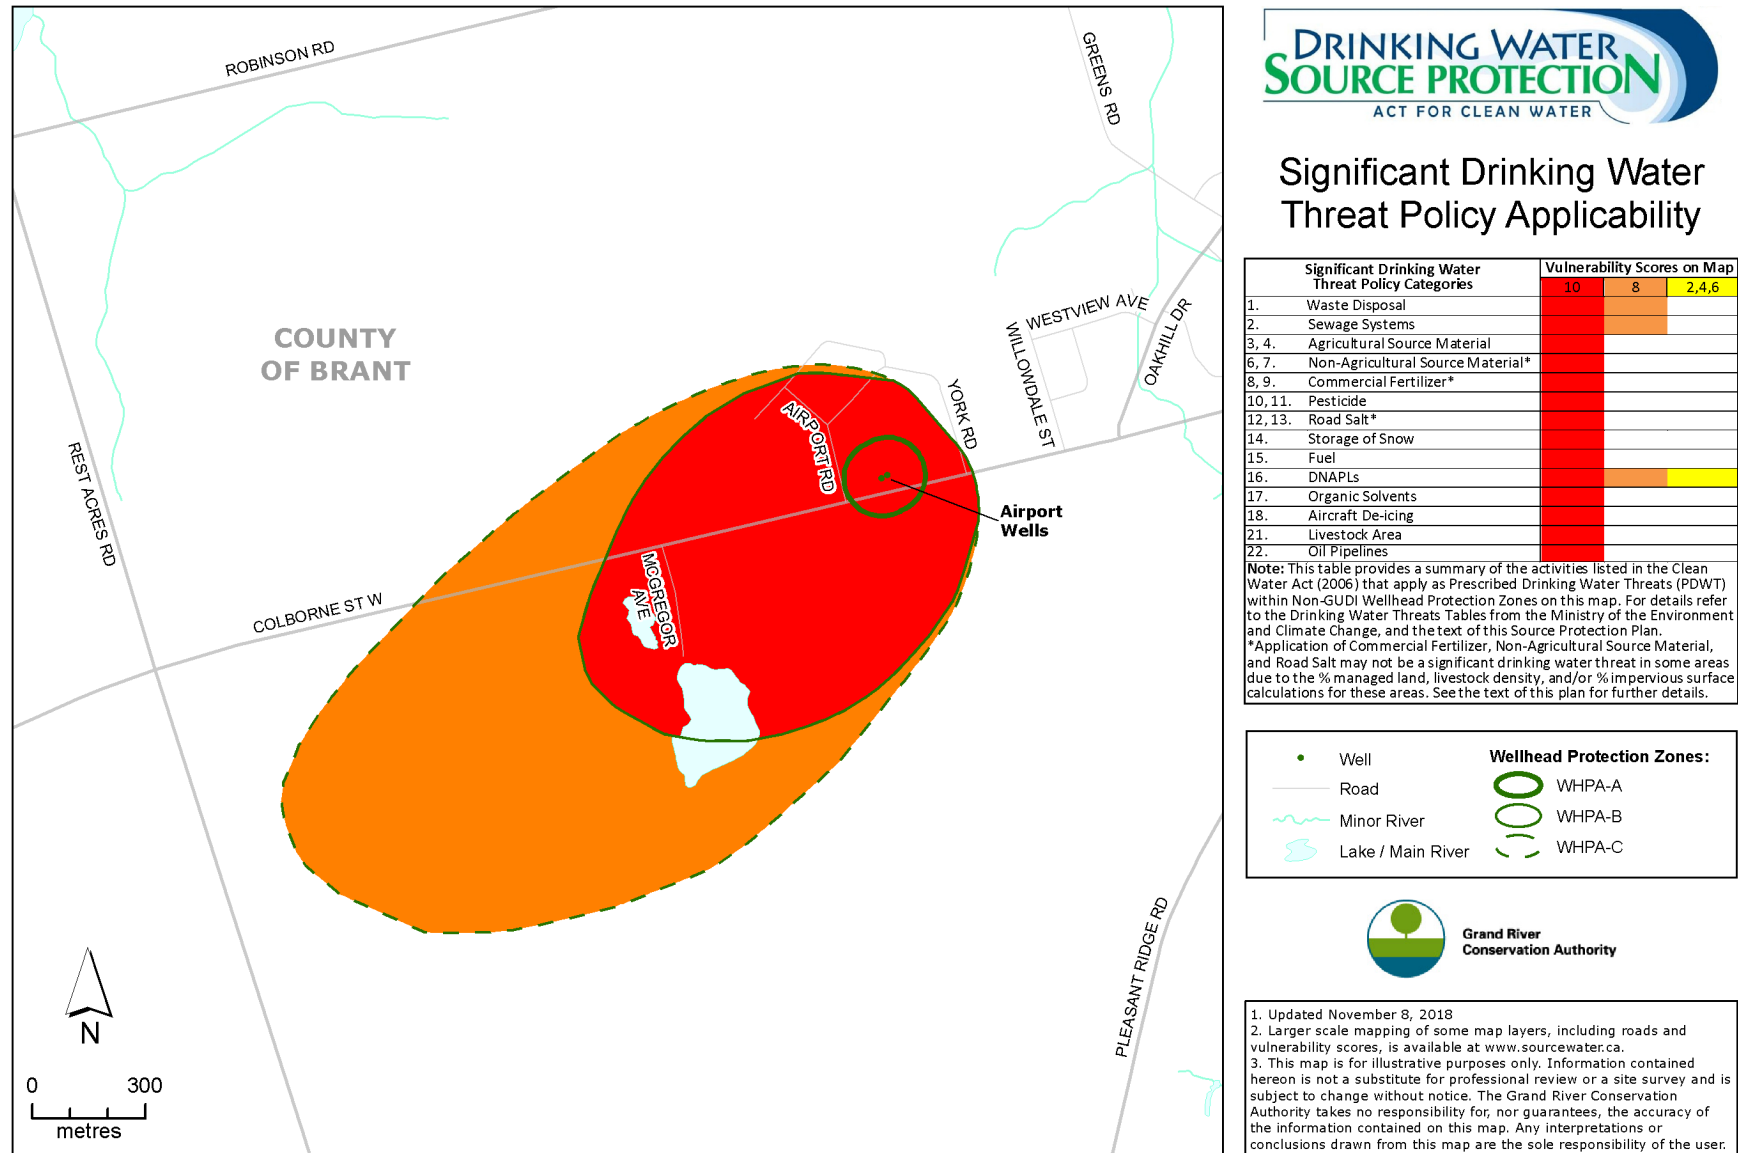 ROBINSON RD
GREENS RD
COUNTY
OF BRANT
WESTVIEW AVE
WILLOWDALE ST
OAKHILL DR
YORK RD
AIRPORT RD
REST ACRES RD
Airport
Wells
MCGREGOR
AVE
COLBORNE ST W
PLEASANT RIDGE RD
N
0 300
metres
DRINKING WATER
SOURCE PROTECTION
ACT FOR CLEAN WATER
Significant Drinking Water
Threat Policy Applicability
Significant Drinking Water
Threat Policy Categories
Vulnerability Scores on Map
10 8 2,4,6
1. Waste Disposal
2. Sewage Systems
3, 4. Agricultural Source Material
6, 7. Non-Agricultural Source Material*
8, 9. Commercial Fertilizer*
10, 11. Pesticide
12, 13. Road Salt*
14. Storage of Snow
15. Fuel
16. DNAPLs
17. Organic Solvents
18. Aircraft De-icing
21. Livestock Area
22. Oil Pipelines
Note: This table provides a summary of the activities listed in the Clean
Water Act (2006) that apply as Prescribed Drinking Water Threats (PDWT)
within Non-GUDI Wellhead Protection Zones on this map. For details refer
to the Drinking Water Threats Tables from the Ministry of the Environment
and Climate Change, and the text of this Source Protection Plan.
*Application of Commercial Fertilizer, Non-Agricultural Source Material,
and Road Salt may not be a significant drinking water threat in some areas
due to the % managed land, livestock density, and/or % impervious surface
calculations for these areas. See the text of this plan for further details.
Well
Road
Minor River
Lake / Main River
Wellhead Protection Zones:
WHPA-A
WHPA-B
WHPA-C
Grand River
Conservation Authority
1. Updated November 8, 2018
2. Larger scale mapping of some map layers, including roads and
vulnerability scores, is available at www.sourcewater.ca.
3. This map is for illustrative purposes only. Information contained
hereon is not a substitute for professional review or a site survey and is
subject to change without notice. The Grand River Conservation
Authority takes no responsibility for, nor guarantees, the accuracy of
the information contained on this map. Any interpretations or
conclusions drawn from this map are the sole responsibility of the user.